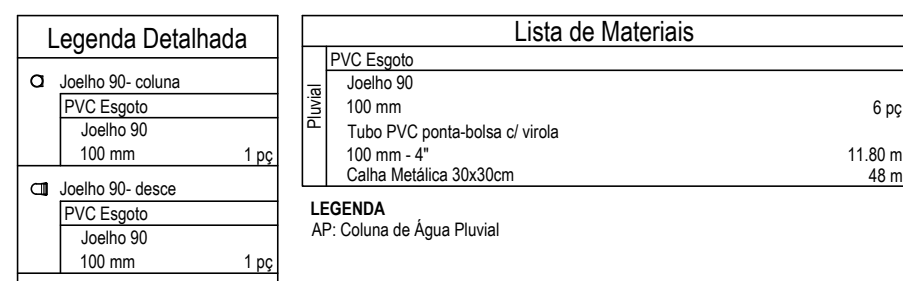 Legenda Detalhada
Joelho 90- coluna
PVC Esgoto
Joelho 90
100 mm 1 pç
Joelho 90- desce
PVC Esgoto
Joelho 90
100 mm 1 pç
Lista de Materiais
Pluvial
PVC Esgoto
Joelho 90
100 mm 6 pç
Tubo PVC ponta-bolsa c/ virola
100 mm - 4" 11.80 m
Calha Metálica 30x30cm 48 m
LEGENDA
AP: Coluna de Água Pluvial